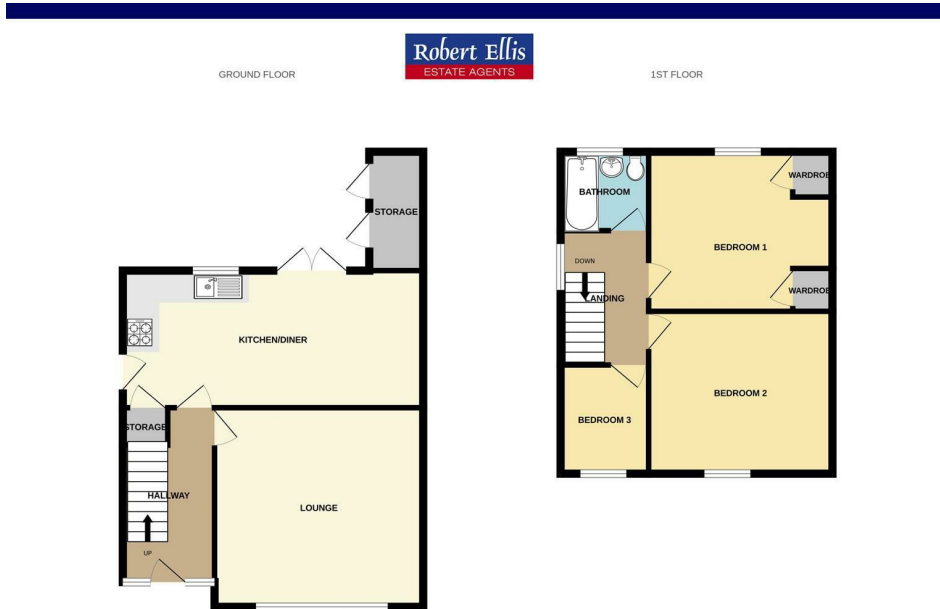 Robert Ellis
ESTATE AGENTS
GROUND FLOOR
1ST FLOOR
STORAGE
KITCHEN/DINER
STORAGE
HALLWAY
LOUNGE
UP
BATHROOM
WARDROBE
BEDROOM 1
DOWN
LANDING
WARDROBE
BEDROOM 2
BEDROOM 3